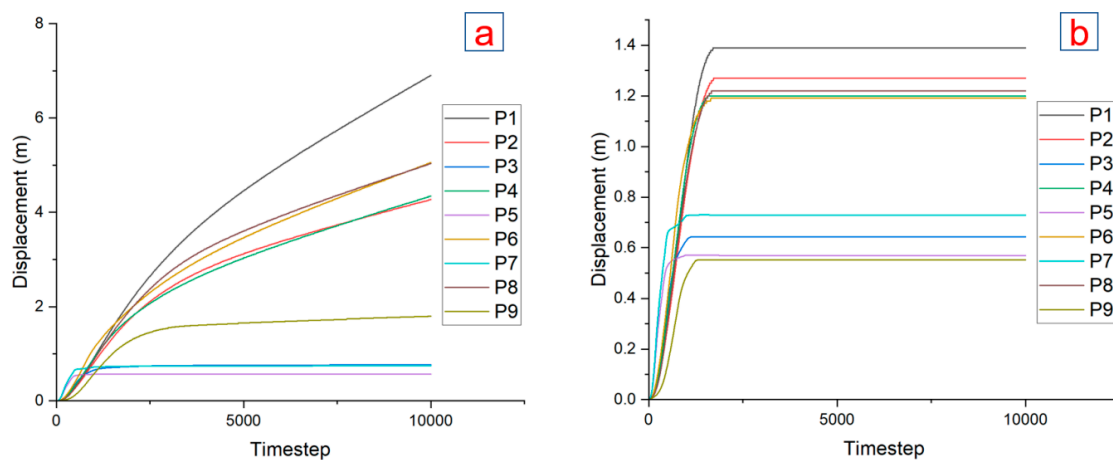 a
Displacement (m)
8
6
4
2
0
0
5000
10000
Timestep
P1
P2
P3
P4
P5
P6
P7
P8
P9
b
Displacement (m)
1.4
1.2
1.0
0.8
0.6
0.4
0.2
0.0
0
5000
10000
Timestep
P1
P2
P3
P4
P5
P6
P7
P8
P9